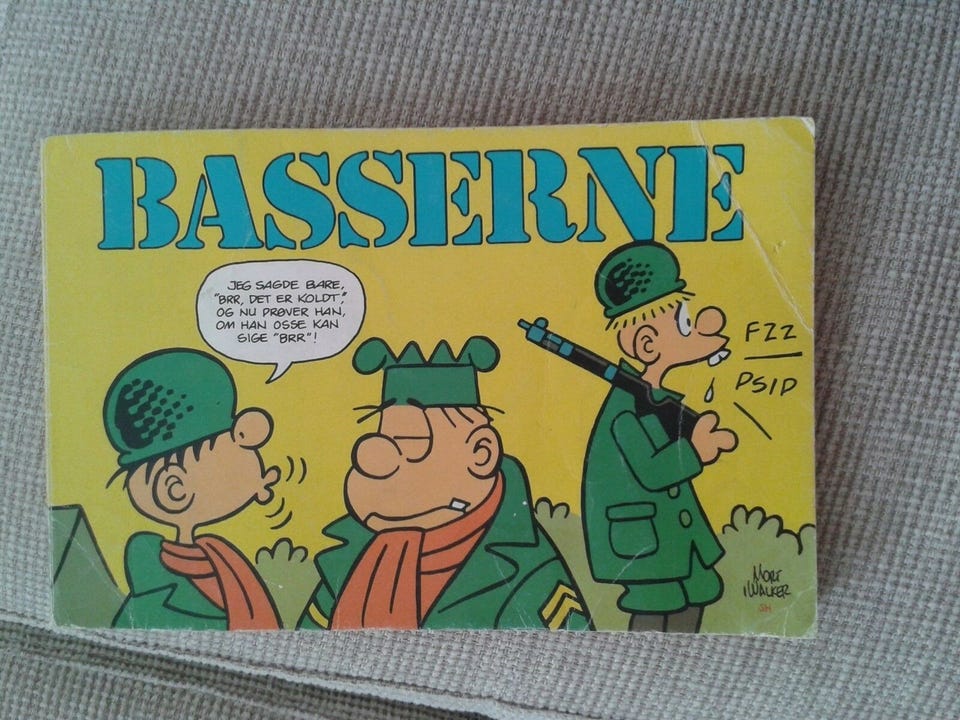 BASSERNE
JEG SAGDE BARE,
"BRR, DET ER KOLDT,"
OG NU PRØVER HAN,
OM HAN OSSE KAN
SIGE "BRR"!
FZZ
PSIP
MORT
WALKER
SH